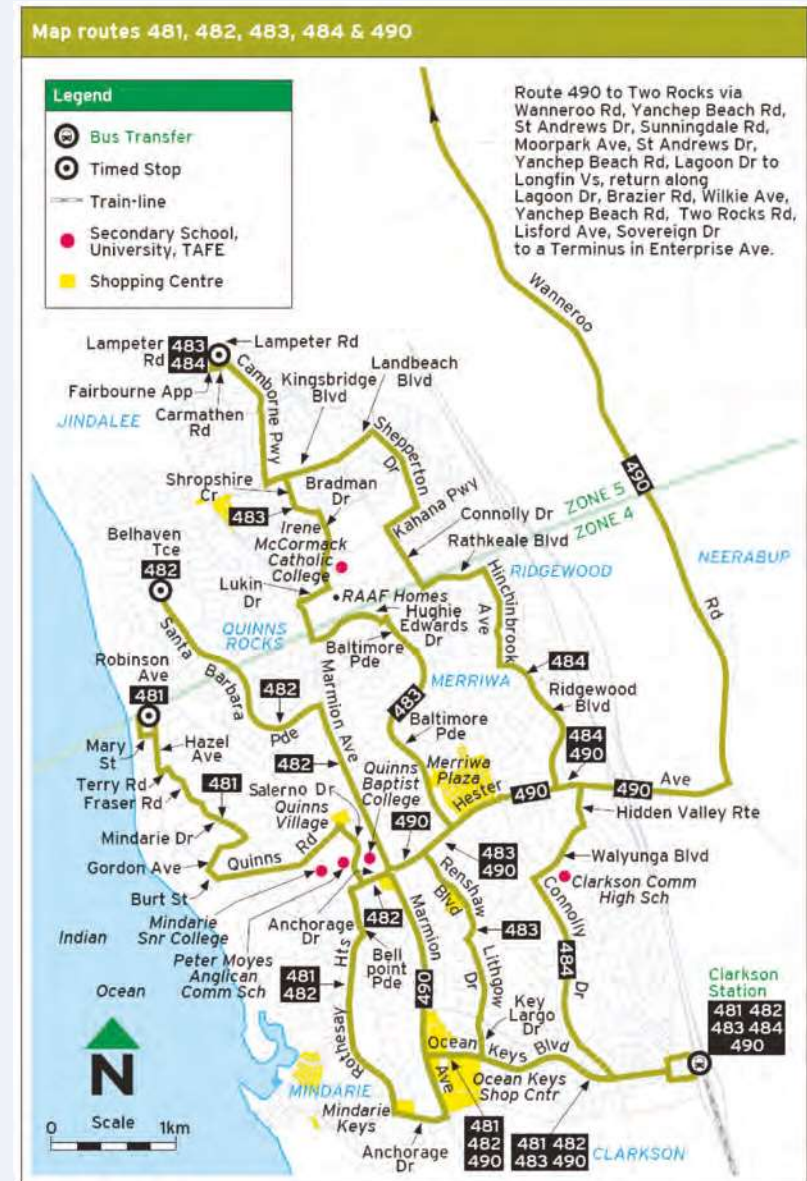 Map routes 481, 482, 483, 484 & 490
Legend
Bus Transfer
Timed Stop
Train-line
Secondary School,
University, TAFE
Shopping Centre
Route 490 to Two Rocks via
Wanneroo Rd, Yanchep Beach Rd,
St Andrews Dr, Sunningdale Rd,
Moorpark Ave, St Andrews Dr,
Yanchep Beach Rd, Lagoon Dr to
Longfin Vs, return along
Lagoon Dr, Brazier Rd, Wilkie Ave,
Yanchep Beach Rd, Two Rocks Rd,
Lisford Ave, Sovereign Dr
to a Terminus in Enterprise Ave.
Wanneroo
490
Rd
Lampeter
Rd
483
484
Lampeter Rd
Fairbourne App
Carmathen
Rd
Camborne Pwy
JINDALEE
Kingsbridge
Blvd
Landbeach
Blvd
Shepperton
Dr
Shropshire
Cr
Bradman
Dr
483
Kahana Pwy
ZONE 5
ZONE 4
Irene
McCormack
Catholic
College
Connolly Dr
Rathkeale Blvd
NEERABUP
RIDGEWOOD
Belhaven
Tce
482
Lukin
Dr
RAAF Homes
Hughie
Edwards
Dr
Hinchinbrook
Ave
QUINNS
ROCKS
Baltimore
Pde
Santa
Barbara
Pde
482
Marmion Ave
MERRIWA
484
Robinson
Ave
481
483
Ridgewood
Blvd
Baltimore
Pde
482
484
490
Mary
St
Hazel
Ave
Terry Rd
Fraser Rd
481
Quinns
Baptist
College
Merriwa
Plaza
Hester
490
490
Ave
Salerno Dr
Quinns
Village
Hidden Valley Rte
Mindarie Dr
490
Gordon Ave
Quinns
Rd
483
490
Walyunga Blvd
Burt St
Renshaw
Blvd
Clarkson Comm
High Sch
Mindarie
Snr College
Anchorage
Dr
482
Marmion
Connolly
Indian
Ocean
Peter Moyes
Anglican
Comm Sch
Bell
point
Pde
483
481
482
Hts
490
Lithgow
Dr
484
Dr
Clarkson
Station
481 482
483 484
490
Key
Largo
Dr
Rothesay
Ocean Keys Blvd
N
MINDARIE
Ave
Ocean Keys
Shop Cntr
Scale
0 1km
Mindarie
Keys
Anchorage
Dr
481
482
490
481 482
483 490
CLARKSON